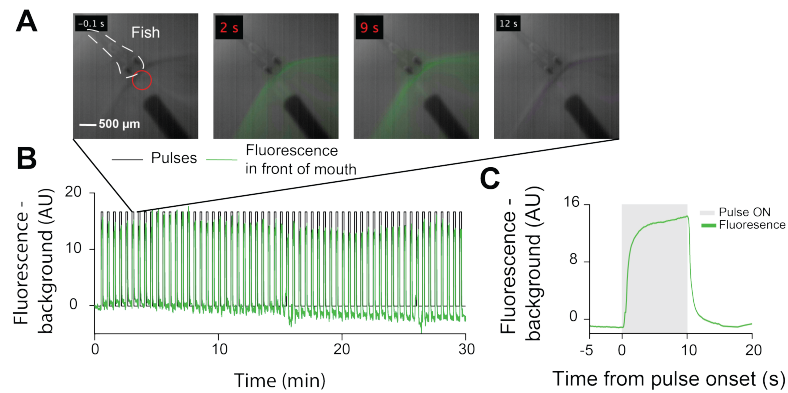 A
−0.1 s
Fish
500 µm
2 s
9 s
12 s
B
Pulses
Fluorescence
in front of mouth
Fluorescence -
background (AU)
20
10
0
0
10
20
30
Time (min)
C
Fluorescence -
background (AU)
16
8
0
-5
0
10
20
Pulse ON
Fluoresence
Time from pulse onset (s)